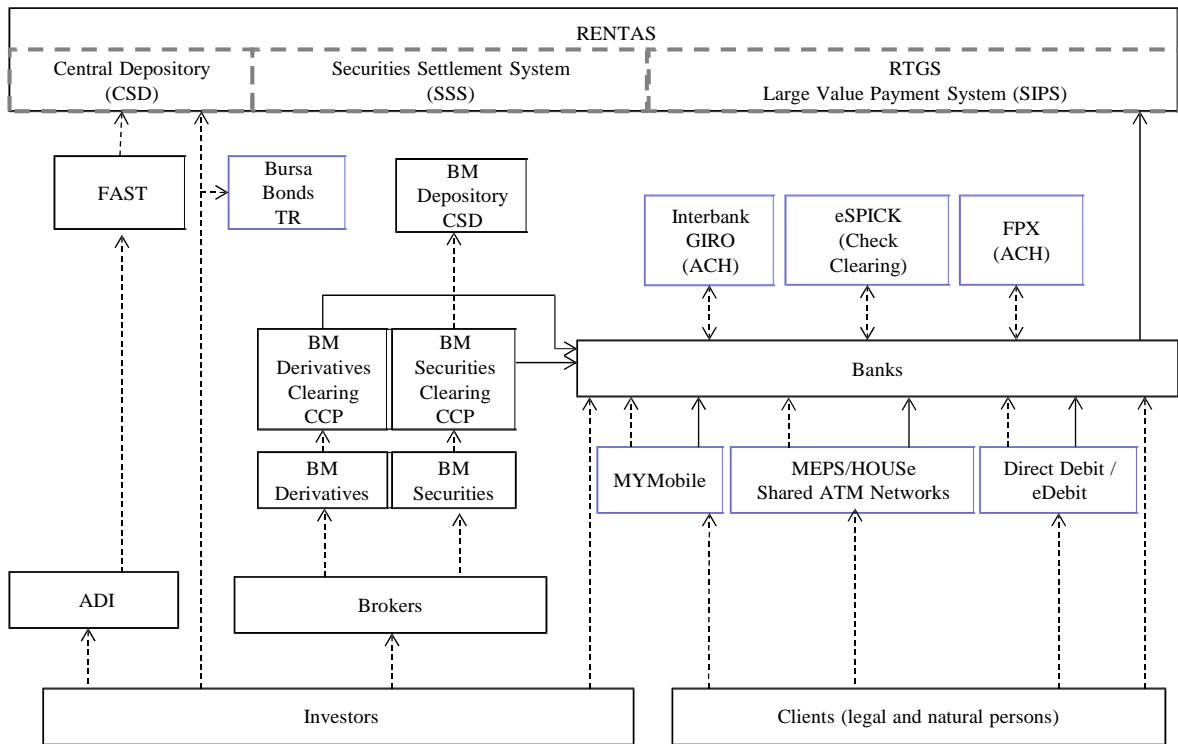 RENTAS
Central Depository
(CSD)
Securities Settlement System
(SSS)
RTGS
Large Value Payment System (SIPS)
FAST
Bursa
Bonds
TR
BM
Depository
CSD
Interbank
GIRO
(ACH)
eSPICK
(Check
Clearing)
FPX
(ACH)
BM
Derivatives
Clearing
CCP
BM
Securities
Clearing
CCP
Banks
BM
Derivatives
BM
Securities
MYMobile
MEPS/HOUSe
Shared ATM Networks
Direct Debit /
eDebit
ADI
Brokers
Investors
Clients (legal and natural persons)